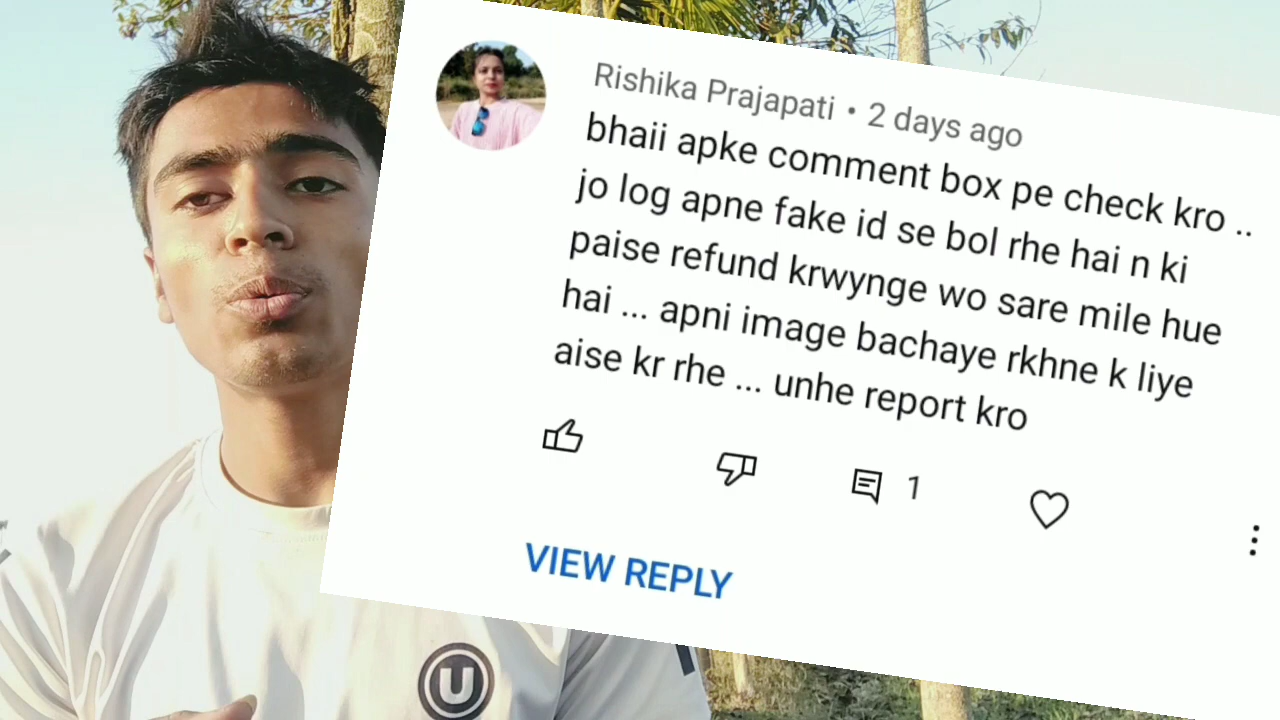 Rishika Prajapati • 2 days ago
bhaii apke comment box pe check kro ..
jo log apne fake id se bol rhe hai n ki
paise refund krwynge wo sare mile hue
hai ... apni image bachaye rkhne k liye
aise kr rhe ... unhe report kro
1
VIEW REPLY
U